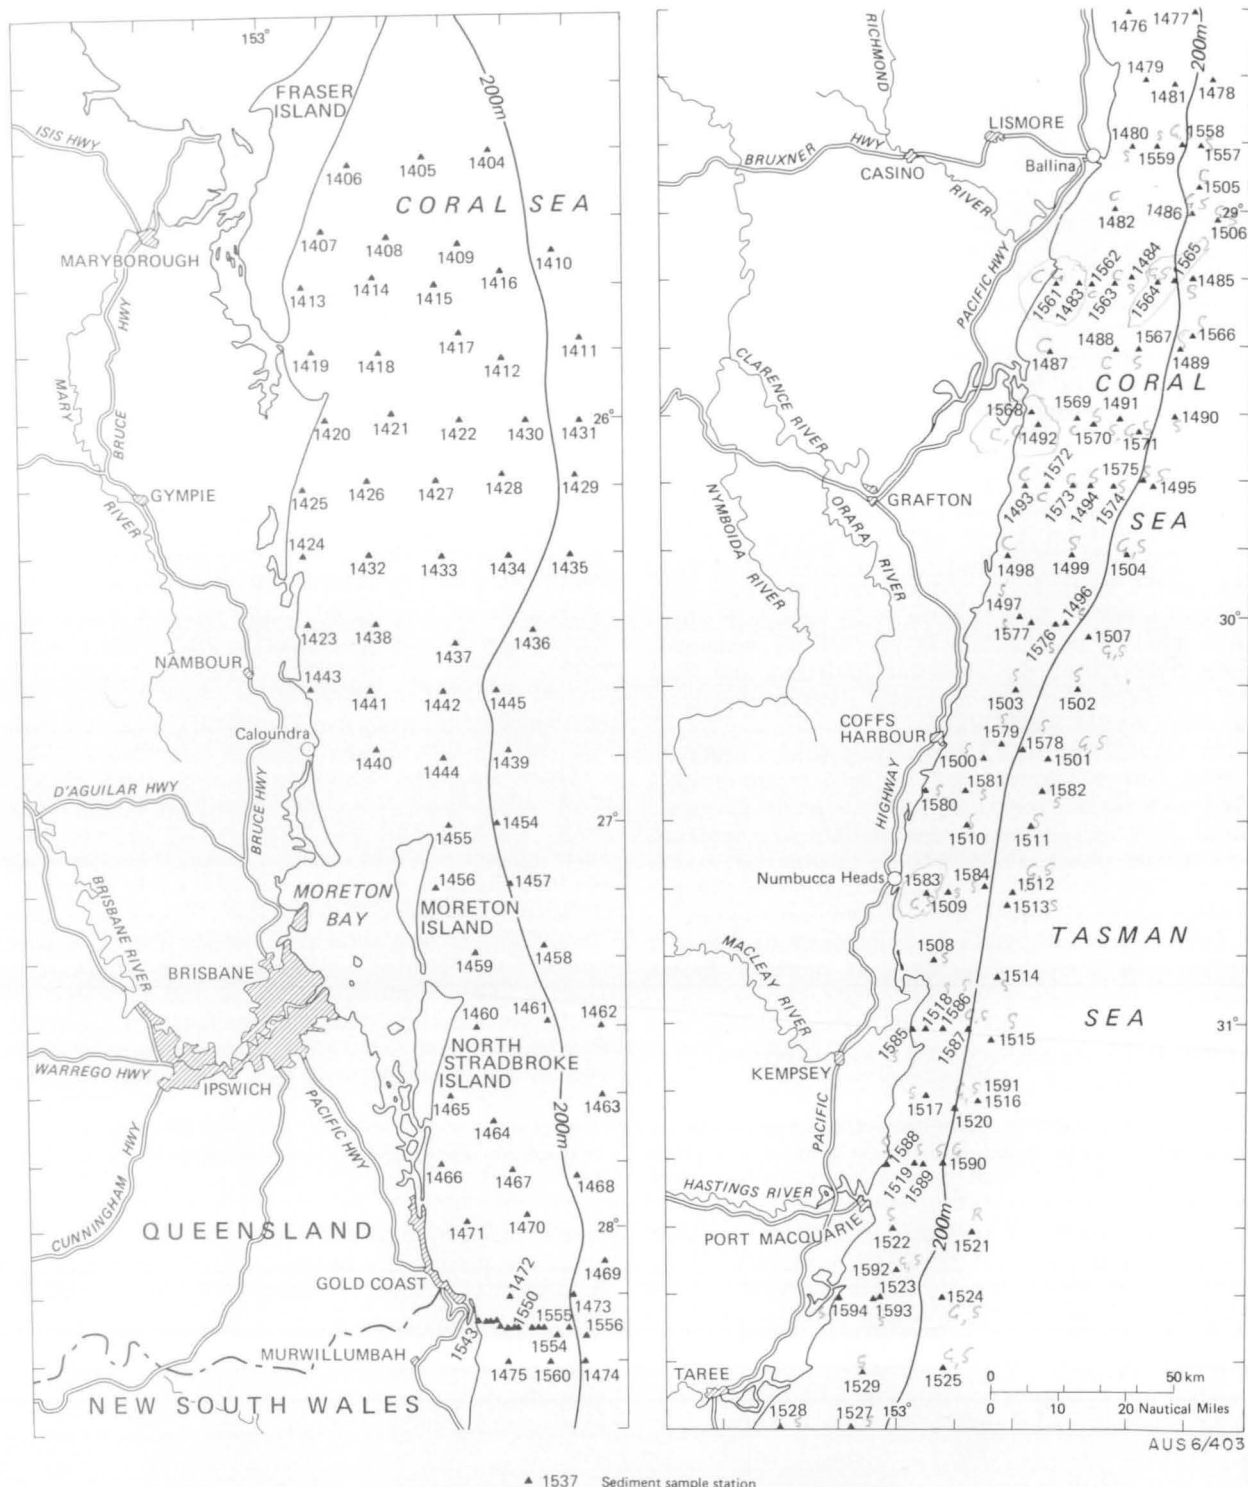 153°
200m
FRASER
ISLAND
ISIS HWY
1404
1405
1406
CORAL SEA
1407
1408
1409
1410
MARYBOROUGH
1413
1414
1415
1416
HWY
1417
1411
1419
1418
1412
MARY
BRUCE
26°
1420
1421
1422
1430
1431
GYMPIE
1425
1426
1427
1428
1429
RIVER
1424
1432
1433
1434
1435
1423
1438
1437
1436
NAMBOUR
1443
1441
1442
1445
Caloundra
1440
1444
1439
D'AGUILAR HWY
BRUCE HWY
1455
1454
27°
1456
1457
MORETON
BAY
MORETON
ISLAND
BRISBANE RIVER
BRISBANE
1459
1458
1460
1461
1462
NORTH
STRADBROKE
ISLAND
WARREGO HWY
IPSWICH
PACIFIC HWY
1465
1463
1464
200m
1466
1467
1468
CUNNINGHAM HWY
QUEENSLAND
1471
1470
28°
1469
GOLD COAST
1472
1473
1550
1555
1556
1543
1554
MURWILLUMBAH
1475
1560
1474
NEW SOUTH WALES
RICHMOND
1476
1477
200m
1479
1481
1478
LISMORE
BRUXNER HWY
CASINO
Ballina
1480
1559
1558
1557
RIVER
1505
1482
1486
29°
1506
PACIFIC HWY
1561
1483
1562
1563
1484
1564
1565
1485
1488
1567
1566
1487
1489
CLARENCE RIVER
CORAL
1568
1569
1491
1490
1492
1570
1571
1572
1575
GRAFTON
1493
1573
1494
1574
1495
NYMBOIDA RIVER
ORARA RIVER
SEA
1498
1499
1504
1497
1496
30°
1577
1576
1507
1503
1502
COFFS
HARBOUR
1579
1578
1500
1501
1581
1580
1582
HIGHWAY
1510
1511
Numbucca Heads
1583
1584
1512
1509
1513
TASMAN
MACLEAY RIVER
1508
1514
1518
1586
SEA
31°
1585
1587
1515
KEMPSEY
PACIFIC
1591
1517
1516
1520
1588
1519
1589
1590
HASTINGS RIVER
PORT MACQUARIE
200m
1522
1521
1592
1523
1524
1594
1593
TAREE
1529
1525
0 50 km
1528
1527
153°
0 10 20 Nautical Miles
AUS 6/403
1537 Sediment sample station